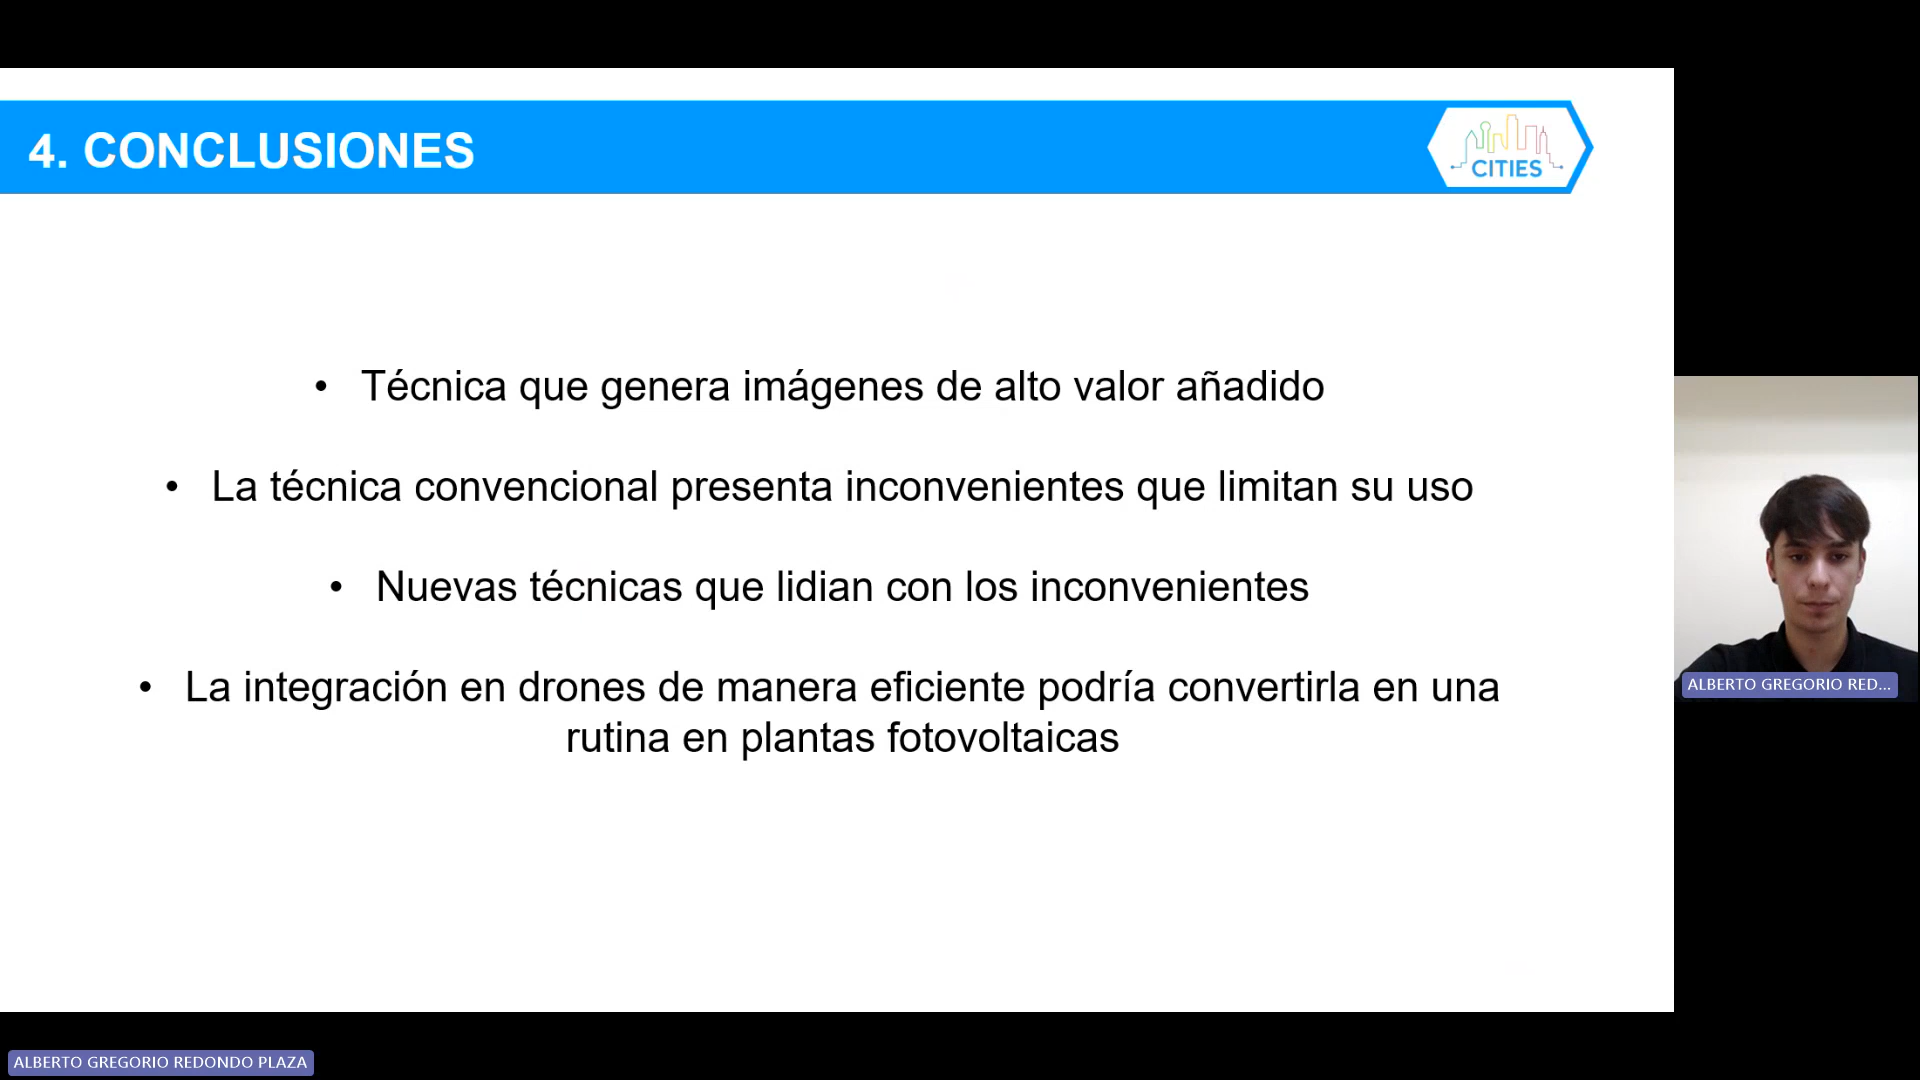 4. CONCLUSIONES
CITIES
• Técnica que genera imágenes de alto valor añadido
• La técnica convencional presenta inconvenientes que limitan su uso
• Nuevas técnicas que lidian con los inconvenientes
• La integración en drones de manera eficiente podría convertirla en una
rutina en plantas fotovoltaicas
ALBERTO GREGORIO RED...
ALBERTO GREGORIO REDONDO PLAZA